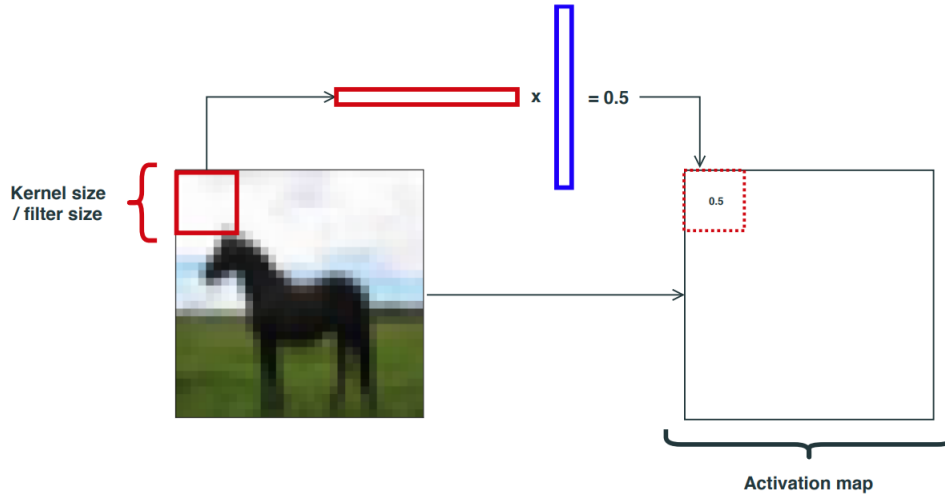 x
= 0.5
Kernel size
/ filter size
0.5
Activation map